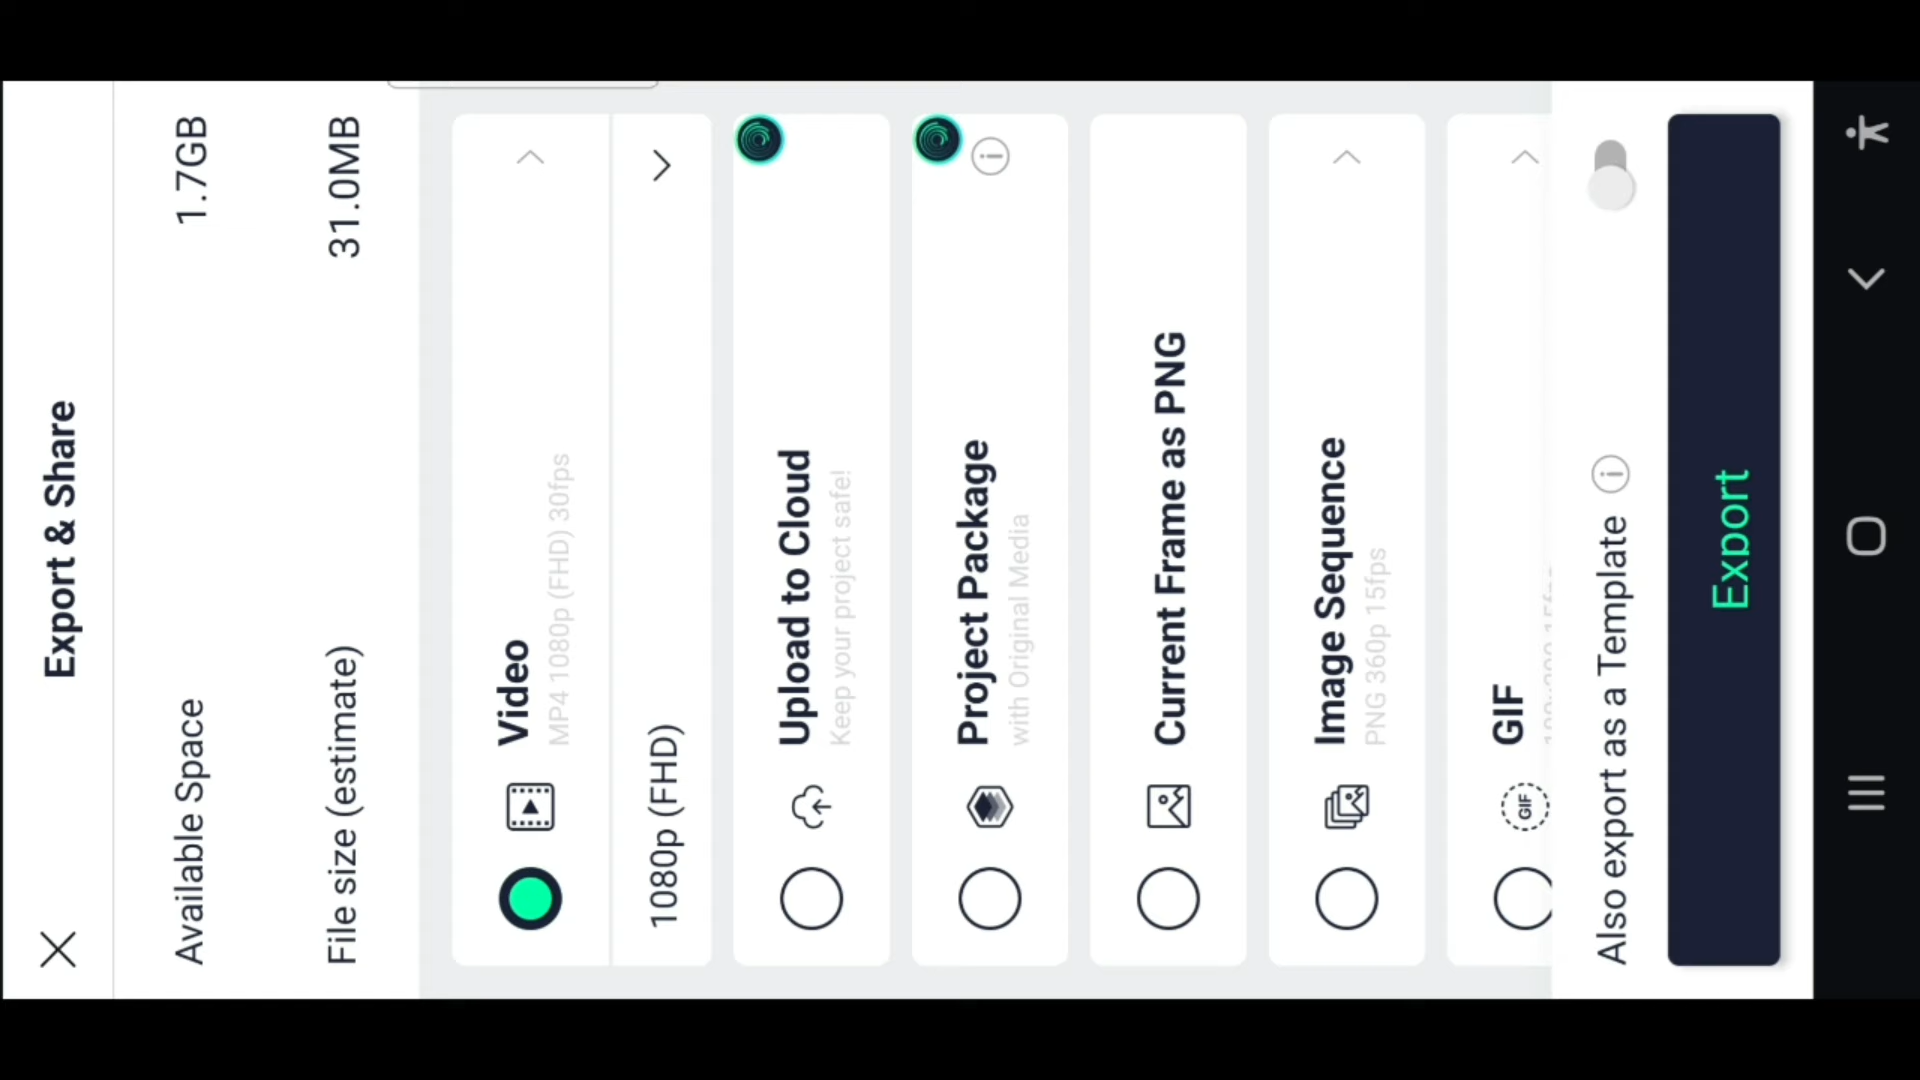 Export & Share
Available Space 1.7GB
File size (estimate) 31.0MB
Video
MP4 1080p (FHD) 30fps
1080p (FHD)
Upload to Cloud
Keep your project safe!
Project Package
with Original Media
Current Frame as PNG
Image Sequence
PNG 360p 15fps
GIF
GIF
Also export as a Template
Export